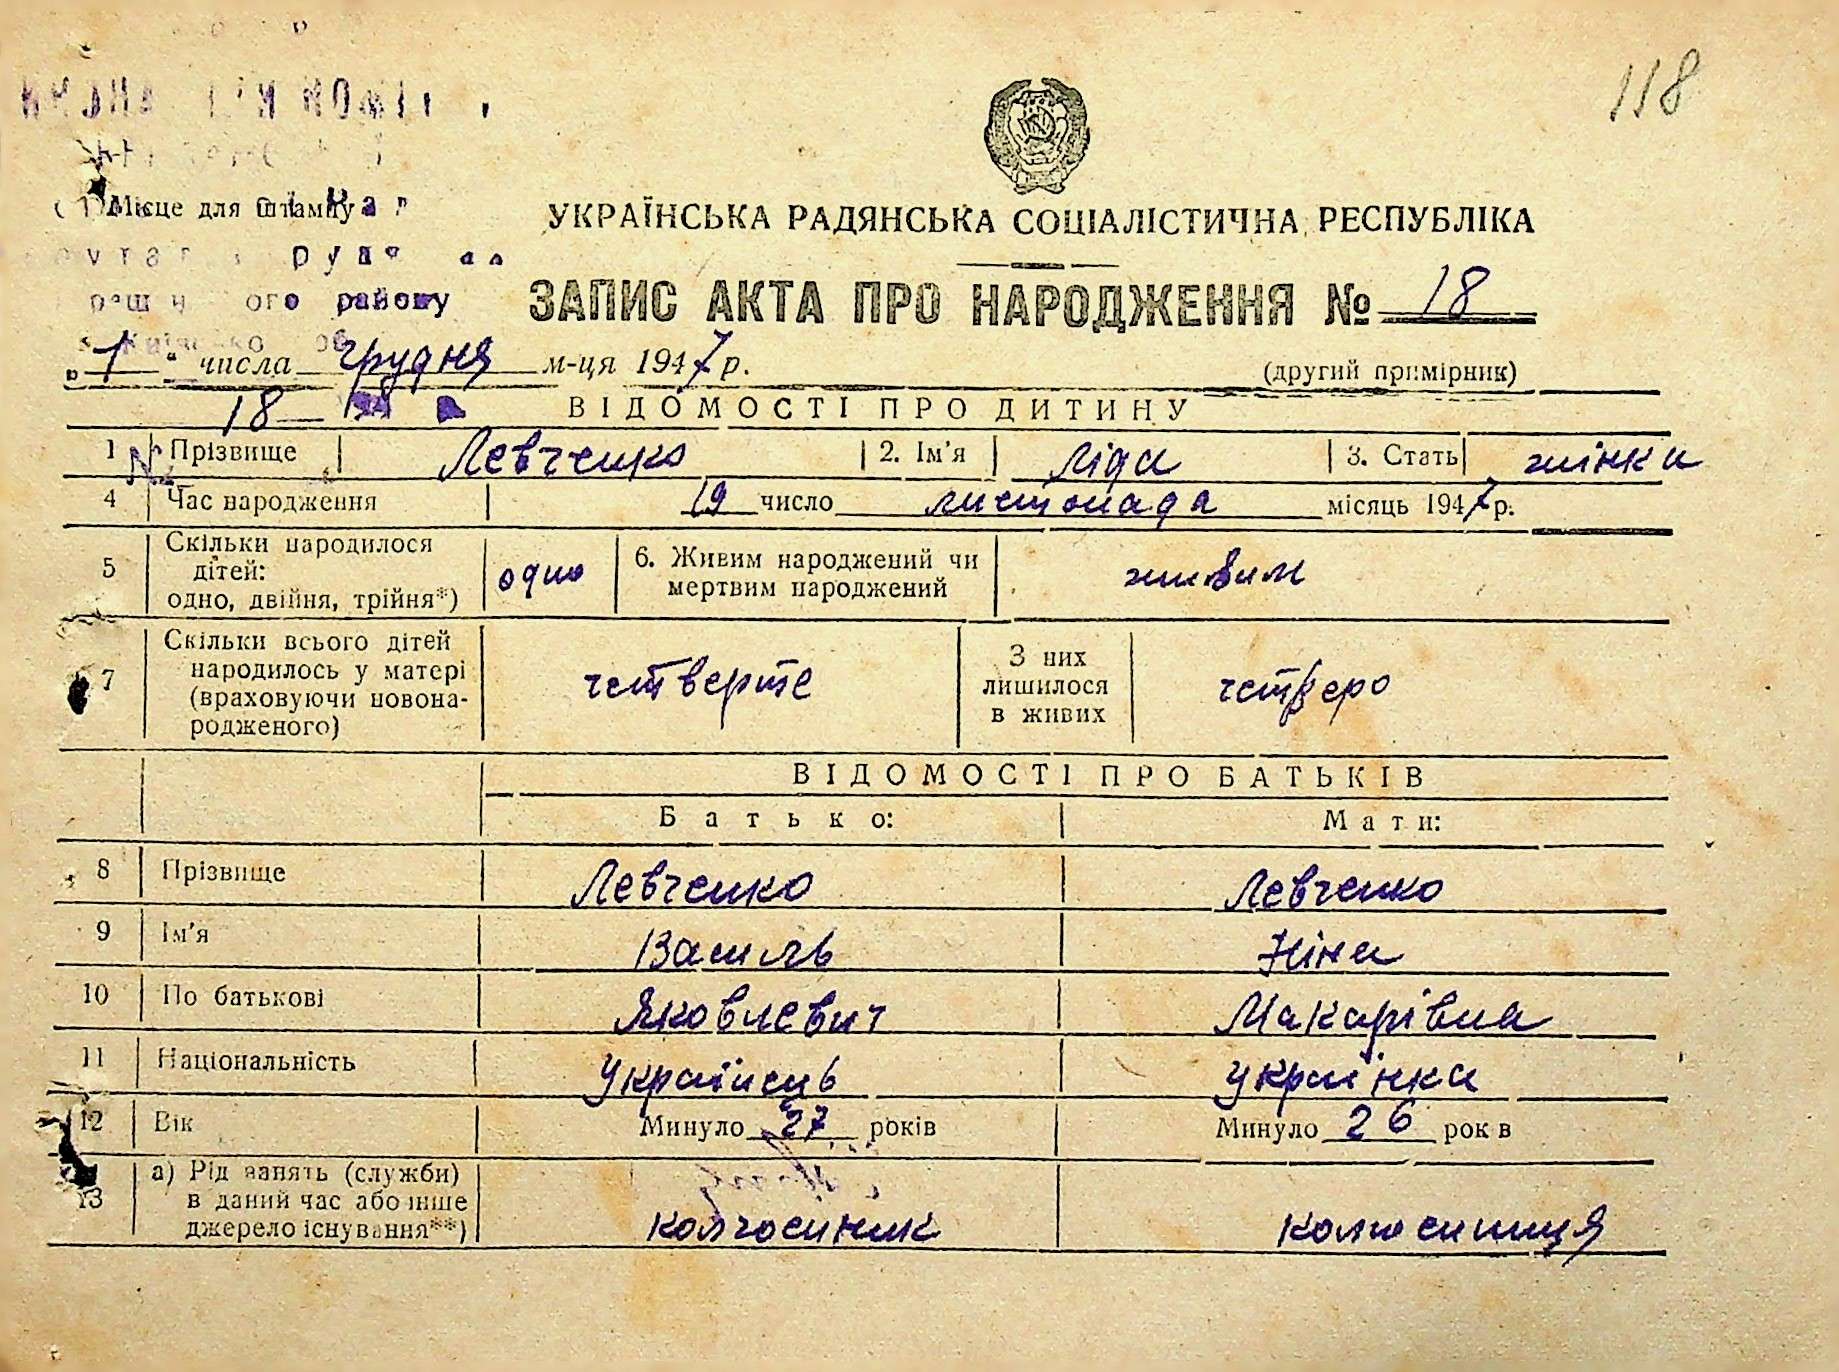 118
Місце для штампу
УКРАЇНСЬКА РАДЯНСЬКА СОЦІАЛІСТИЧНА РЕСПУБЛІКА
ЗАПИС АКТА ПРО НАРОДЖЕННЯ № 18
району
„1“ числа грудня м-ця 1947 р.
(другий примірник)
18
ВІДОМОСТІ ПРО ДИТИНУ
1 № Прізвище Левченко 2. Ім'я Ліда 3. Стать жінка
4 Час народження 19 число листопада місяць 1947 р.
5 Скільки народилося дітей: одно, двійня, трійня*) одно 6. Живим народжений чи мертвим народжений живим
7 Скільки всього дітей народилось у матері (враховуючи новонародженого) четверте З них лишилося в живих четверо
ВІДОМОСТІ ПРО БАТЬКІВ
Батько: Мати:
8 Прізвище Левченко Левченко
9 Ім'я Василь Ніна
10 По батькові Яковлевич Макарівна
11 Національність Українець українка
12 Вік Минуло 27 років Минуло 26 рок в
13 а) Рід занять (служби) в даний час або інше джерело існування**) колгоспник колгоспниця